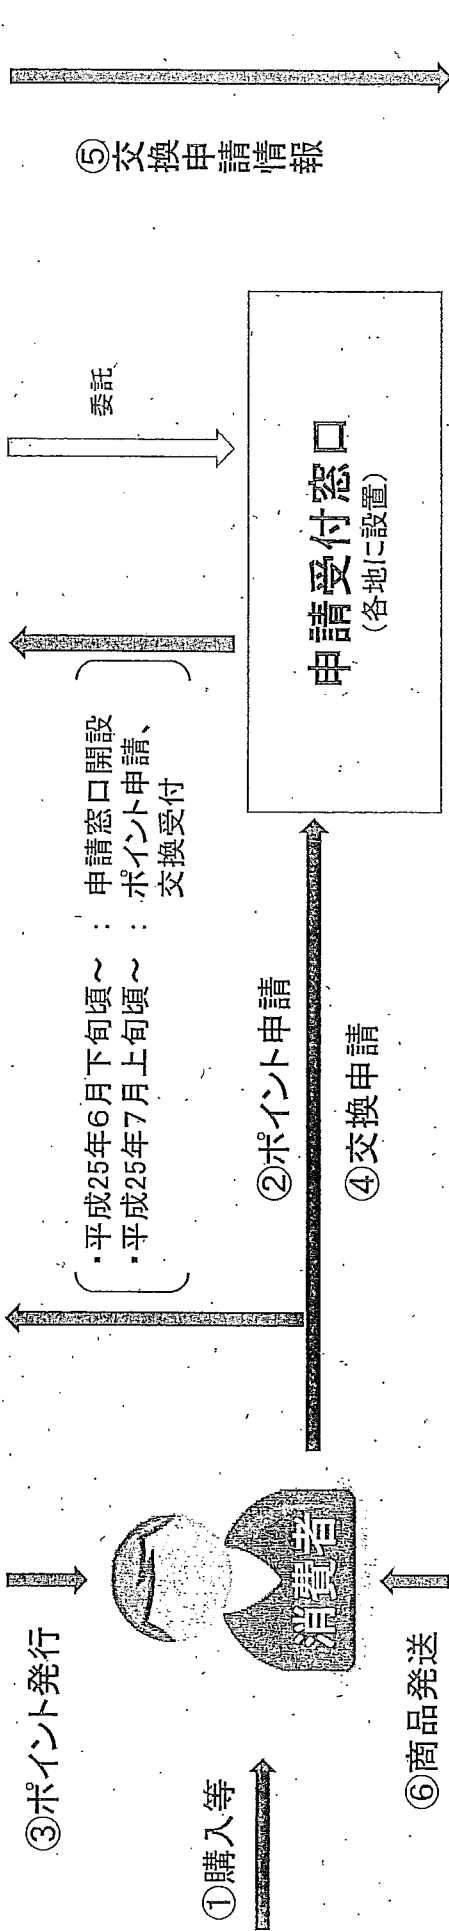 ③ポイント発行
①購入等
消費者
⑥商品発送
・平成25年6月下旬頃~ : 申請窓口開設
・平成25年7月上旬頃~ : ポイント申請、
交換受付
②ポイント申請
④交換申請
委託
申請受付窓口
(各地に設置)
⑤交換申請情報